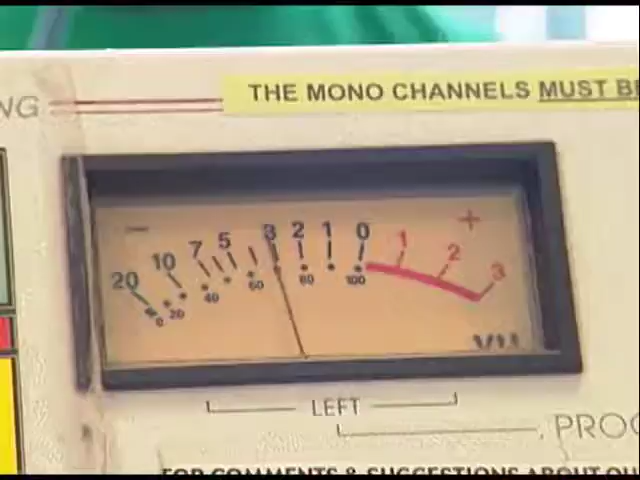 NG
THE MONO CHANNELS MUST BE
− +
20 10 7 5 3 2 1 0 1 2 3
0 20 40 60 80 100
VU
LEFT
PROG
FOR COMMENTS & SUGGESTIONS ABOUT OU